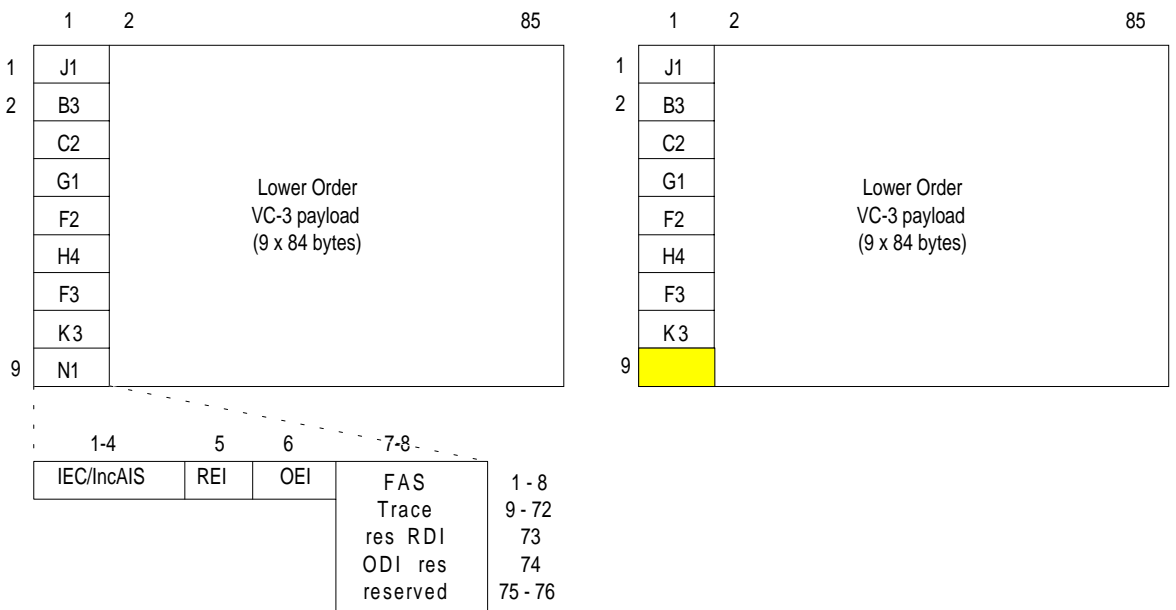 1 2 85
1 J1
2 B3
C2
G1
F2
H4
F3
K3
9 N1
Lower Order
VC-3 payload
(9 x 84 bytes)
1 2 85
1 J1
2 B3
C2
G1
F2
H4
F3
K3
9
Lower Order
VC-3 payload
(9 x 84 bytes)
1-4 5 6 7-8
IEC/IncAIS REI OEI FAS 1 - 8
Trace 9 - 72
res RDI 73
ODI res 74
reserved 75 - 76